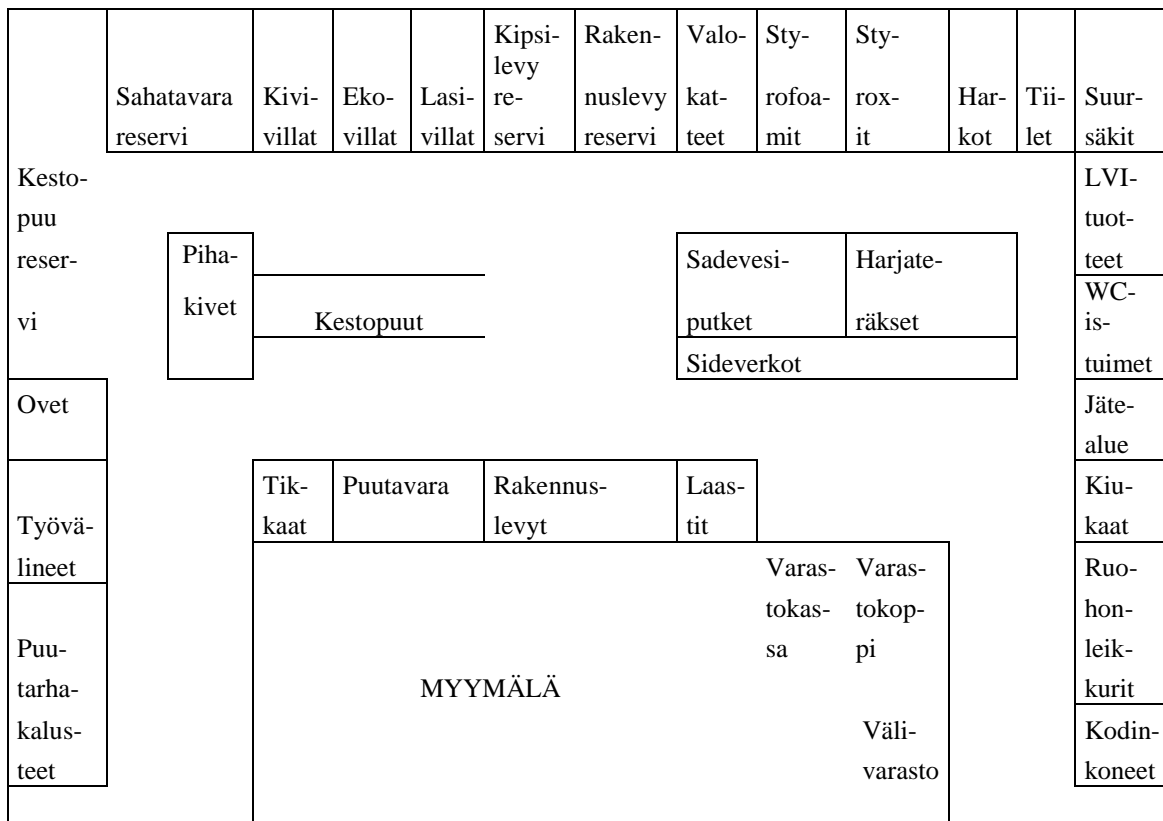 Sahatavara
reservi
Kivi-
villat
Eko-
villat
Lasi-
villat
Kipsi-
levy
re-
servi
Raken-
nuslevy
reservi
Valo-
kat-
teet
Sty-
rofoa-
mit
Sty-
rox-
it
Har-
kot
Tii-
let
Suur-
säkit
Kesto-
puu
reser-
vi
Piha-
kivet
Kestopuut
Sadevesi-
putket
Harjate-
räkset
Sideverkot
LVI-
tuot-
teet
WC-
is-
tuimet
Ovet
Jäte-
alue
Työvä-
lineet
Tik-
kaat
Puutavara
Rakennus-
levyt
Laas-
tit
Kiu-
kaat
Puu-
tarha-
kalus-
teet
MYYMÄLÄ
Varas-
tokas-
sa
Varas-
tokop-
pi
Väli-
varasto
Ruo-
hon-
leik-
kurit
Kodin-
koneet